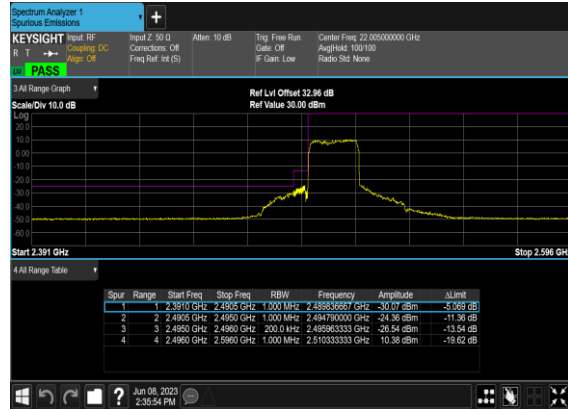 Spectrum Analyzer 1
Spurious Emissions
KEYSIGHT Input: RF
R T Coupling: DC
Align: Off
Input Z: 50 Ω
Corrections: Off
Freq Ref: Int (S)
Atten: 10 dB
Trig: Free Run
Gate: Off
IF Gain: Low
Center Freq: 22.005000000 GHz
Avg|Hold: 100/100
Radio Std: None
PASS
3 All Range Graph
Scale/Div 10.0 dB
Ref Lvl Offset 32.96 dB
Ref Value 30.00 dBm
Log
20.0
10.0
0.00
-10.0
-20.0
-30.0
-40.0
-50.0
-60.0
Start 2.391 GHz
Stop 2.596 GHz
4 All Range Table
Spur Range Start Freq Stop Freq RBW Frequency Amplitude ΔLimit
1 1 2.3910 GHz 2.4905 GHz 1.000 MHz 2.489836667 GHz -30.07 dBm -5.069 dB
2 2 2.4905 GHz 2.4950 GHz 1.000 MHz 2.494790000 GHz -24.36 dBm -11.36 dB
3 3 2.4950 GHz 2.4960 GHz 200.0 kHz 2.495963333 GHz -26.54 dBm -13.54 dB
4 4 2.4960 GHz 2.5960 GHz 1.000 MHz 2.510333333 GHz 10.38 dBm -19.62 dB
?
Jun 08, 2023
2:35:54 PM